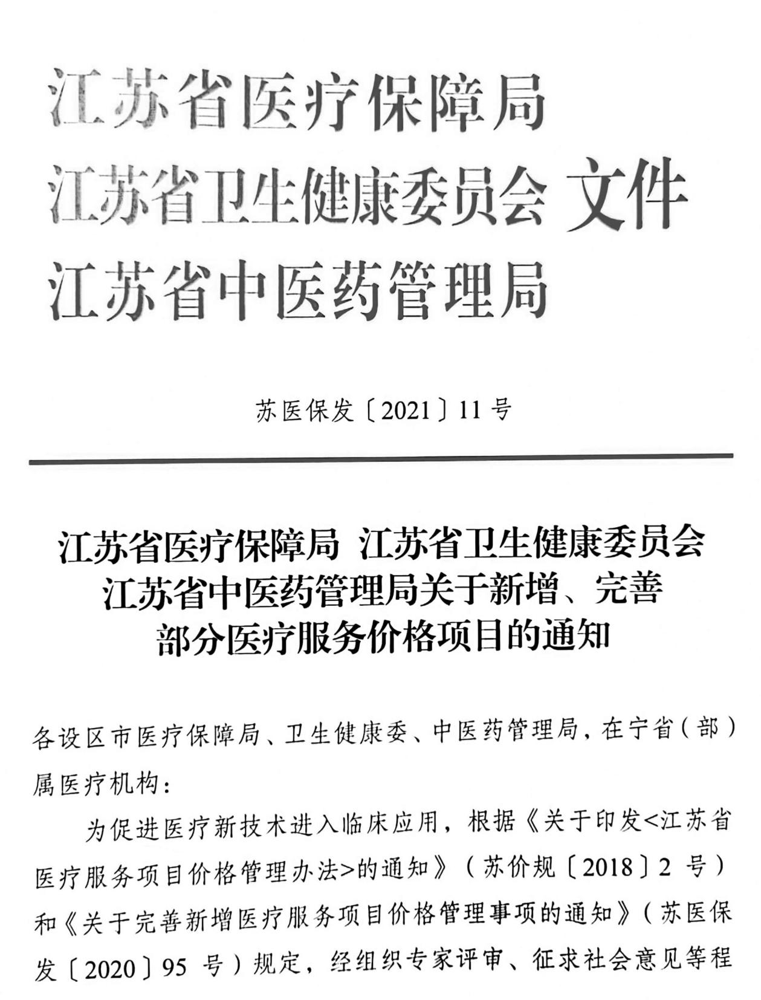 江苏省医疗保障局
江苏省卫生健康委员会 文件
江苏省中医药管理局
苏医保发〔2021〕11 号
江苏省医疗保障局 江苏省卫生健康委员会
江苏省中医药管理局关于新增、完善
部分医疗服务价格项目的通知
各设区市医疗保障局、卫生健康委、中医药管理局，在宁省（部）
属医疗机构：
为促进医疗新技术进入临床应用，根据《关于印发<江苏省
医疗服务项目价格管理办法>的通知》（苏价规〔2018〕2 号）
和《关于完善新增医疗服务项目价格管理事项的通知》（苏医保
发〔2020〕95 号）规定，经组织专家评审、征求社会意见等程